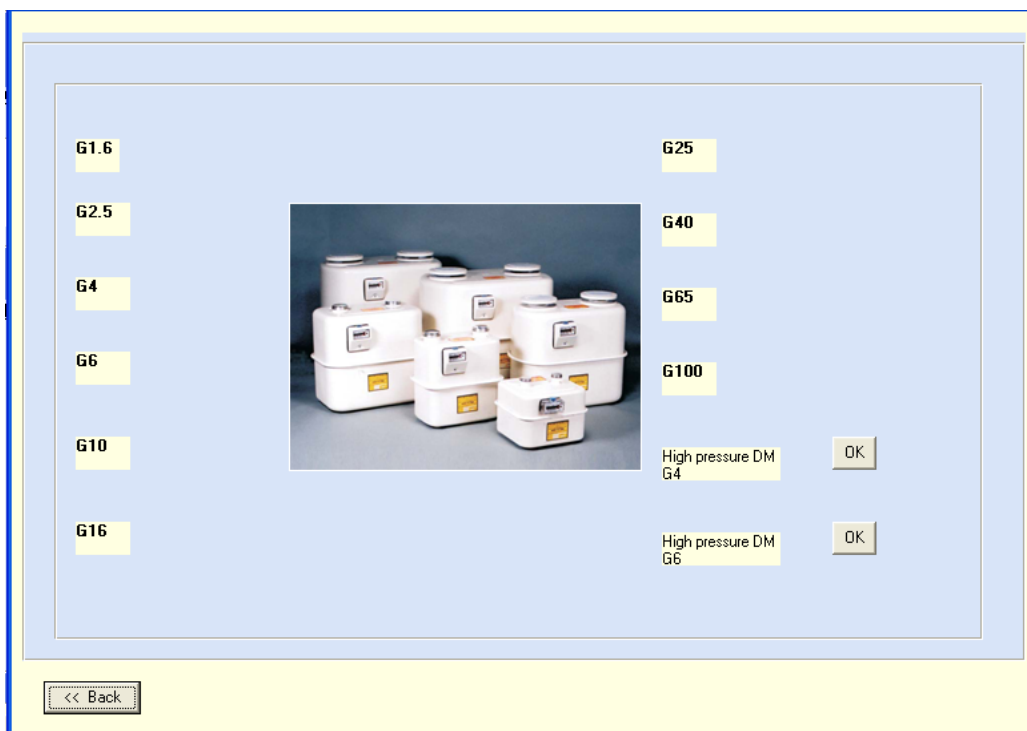 G1.6
G2.5
G4
G6
G10
G16
G25
G40
G65
G100
High pressure DM
G4
OK
High pressure DM
G6
OK
<< Back